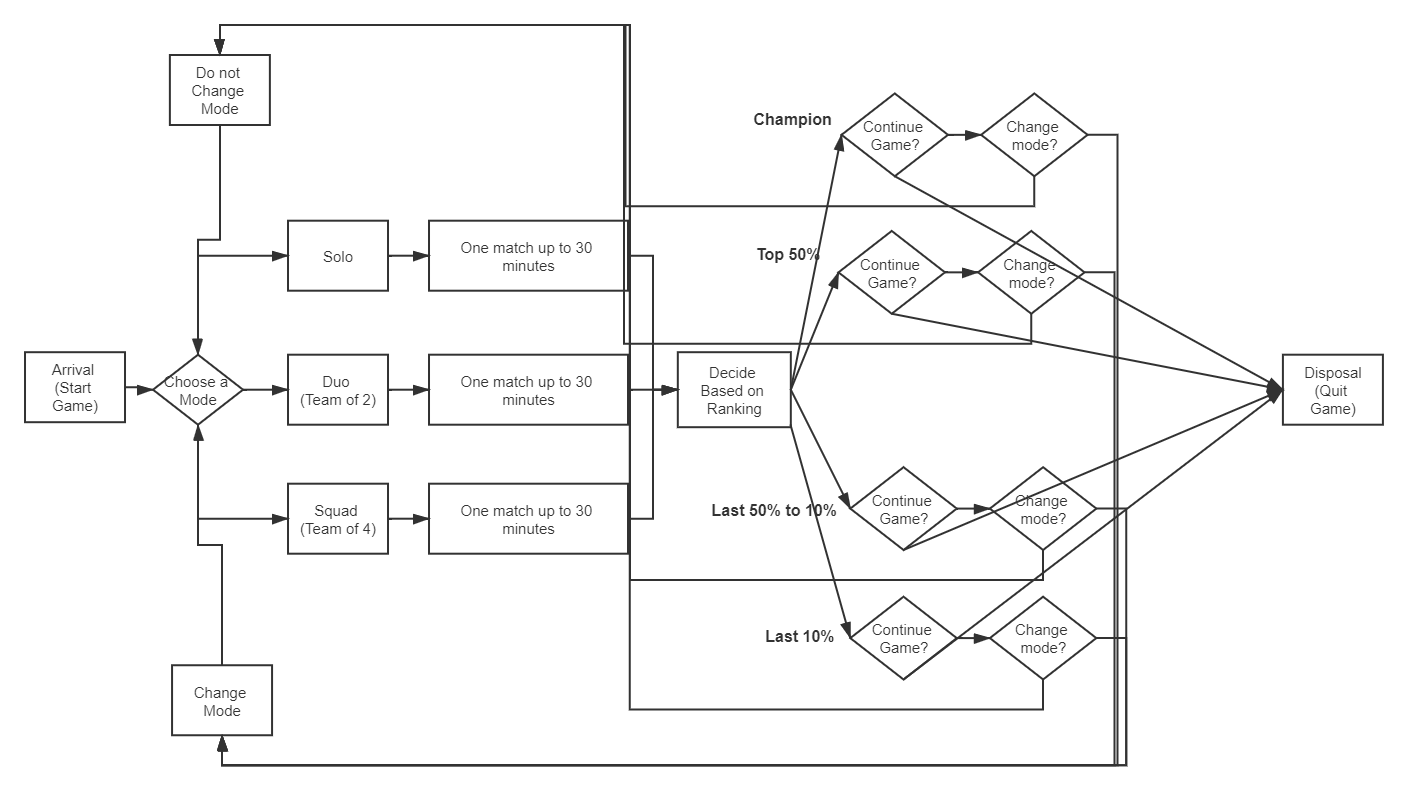 Do not
Change
Mode
Champion
Continue
Game?
Change
mode?
Solo
One match up to 30
minutes
Top 50%
Continue
Game?
Change
mode?
Arrival
(Start
Game)
Choose a
Mode
Duo
(Team of 2)
One match up to 30
minutes
Decide
Based on
Ranking
Disposal
(Quit
Game)
Squad
(Team of 4)
One match up to 30
minutes
Last 50% to 10%
Continue
Game?
Change
mode?
Last 10%
Continue
Game?
Change
mode?
Change
Mode